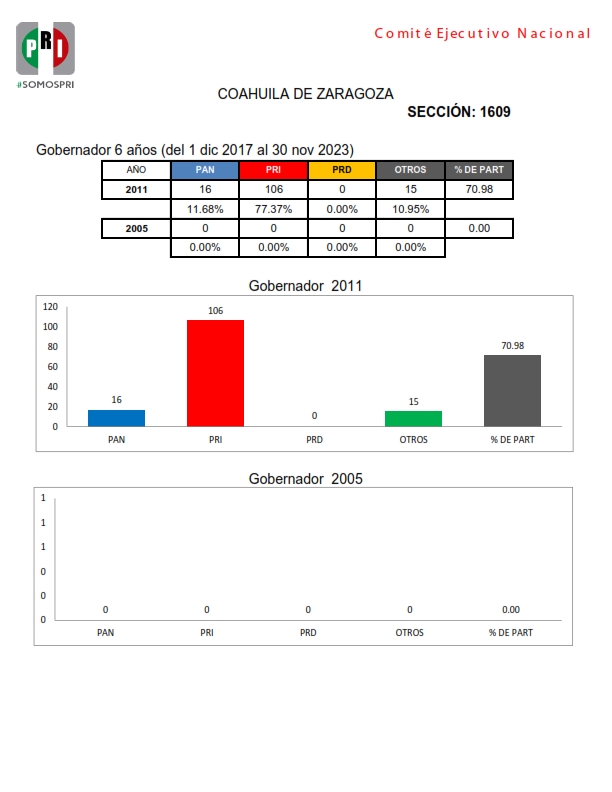 PRI
#SOMOSPRI
Comité Ejecutivo Nacional
COAHUILA DE ZARAGOZA
SECCIÓN: 1609
Gobernador 6 años (del 1 dic 2017 al 30 nov 2023)
AÑO PAN PRI PRD OTROS % DE PART
2011 16 106 0 15 70.98
11.68% 77.37% 0.00% 10.95%
2005 0 0 0 0 0.00
0.00% 0.00% 0.00% 0.00%
Gobernador 2011
120
100
80
60
40
20
0
16 106 0 15 70.98
PAN PRI PRD OTROS % DE PART
Gobernador 2005
1
1
1
0
0
0
0 0 0 0 0.00
PAN PRI PRD OTROS % DE PART